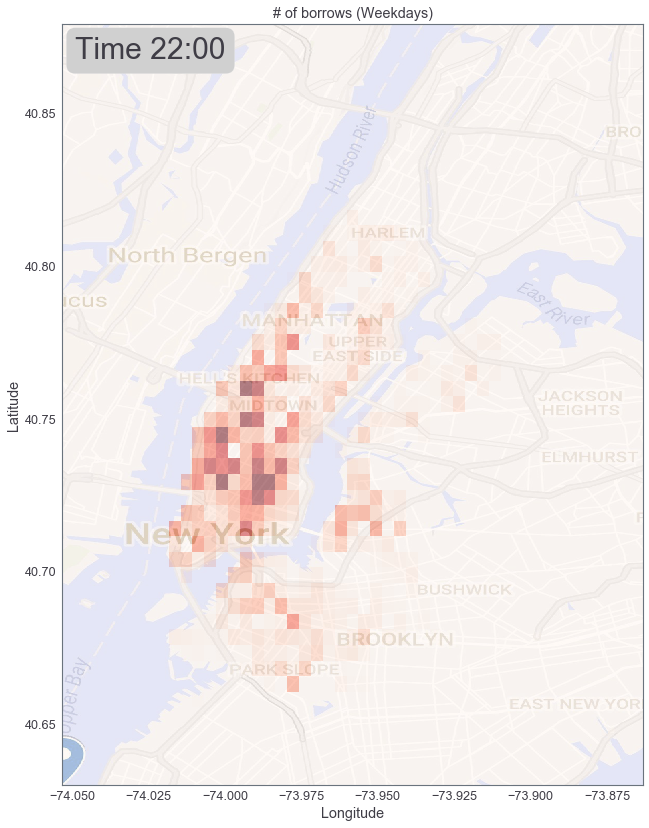 # of borrows (Weekdays)
Time 22:00
40.85
BRO
Hudson River
HARLEM
40.80
North Bergen
East River
MANHATTAN
UPPER
EAST SIDE
HELL'S KITCHEN
MIDTOWN
40.75
JACKSON
HEIGHTS
Latitude
ELMHURST
New York
40.70
BUSHWICK
BROOKLYN
PARK SLOPE
EAST NEW YOR
40.65
−74.050 −74.025 −74.000 −73.975 −73.950 −73.925 −73.900 −73.875
Longitude